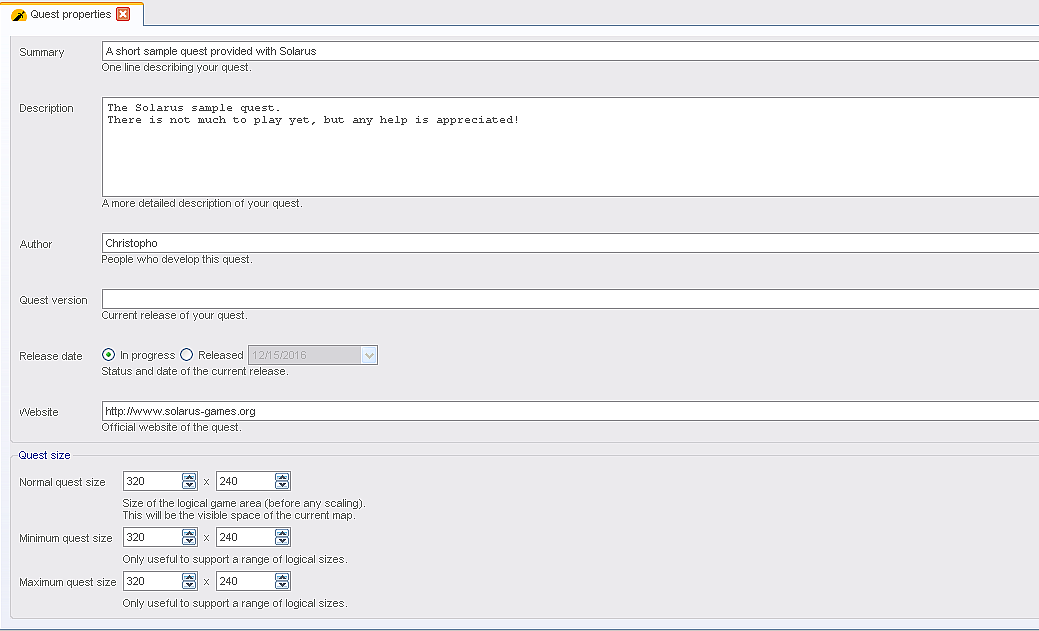 Quest properties
Summary
A short sample quest provided with Solarus
One line describing your quest.
Description
The Solarus sample quest.
There is not much to play yet, but any help is appreciated!
A more detailed description of your quest.
Author
Christopho
People who develop this quest.
Quest version
Current release of your quest.
Release date
In progress Released 12/15/2016
Status and date of the current release.
Website
http://www.solarus-games.org
Official website of the quest.
Quest size
Normal quest size 320 x 240
Size of the logical game area (before any scaling).
This will be the visible space of the current map.
Minimum quest size 320 x 240
Only useful to support a range of logical sizes.
Maximum quest size 320 x 240
Only useful to support a range of logical sizes.